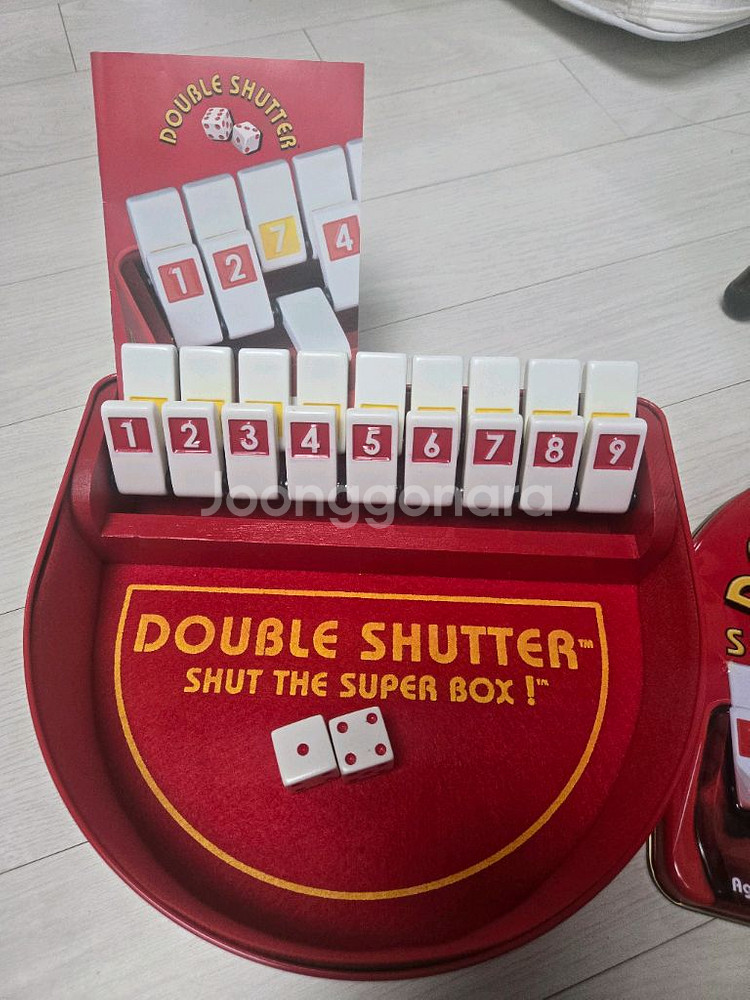 DOUBLE SHUTTER
1 2 7 4
1 2 3 4 5 6 7 8 9
Joonggonara
DOUBLE SHUTTER™
SHUT THE SUPER BOX !™
S
Ag